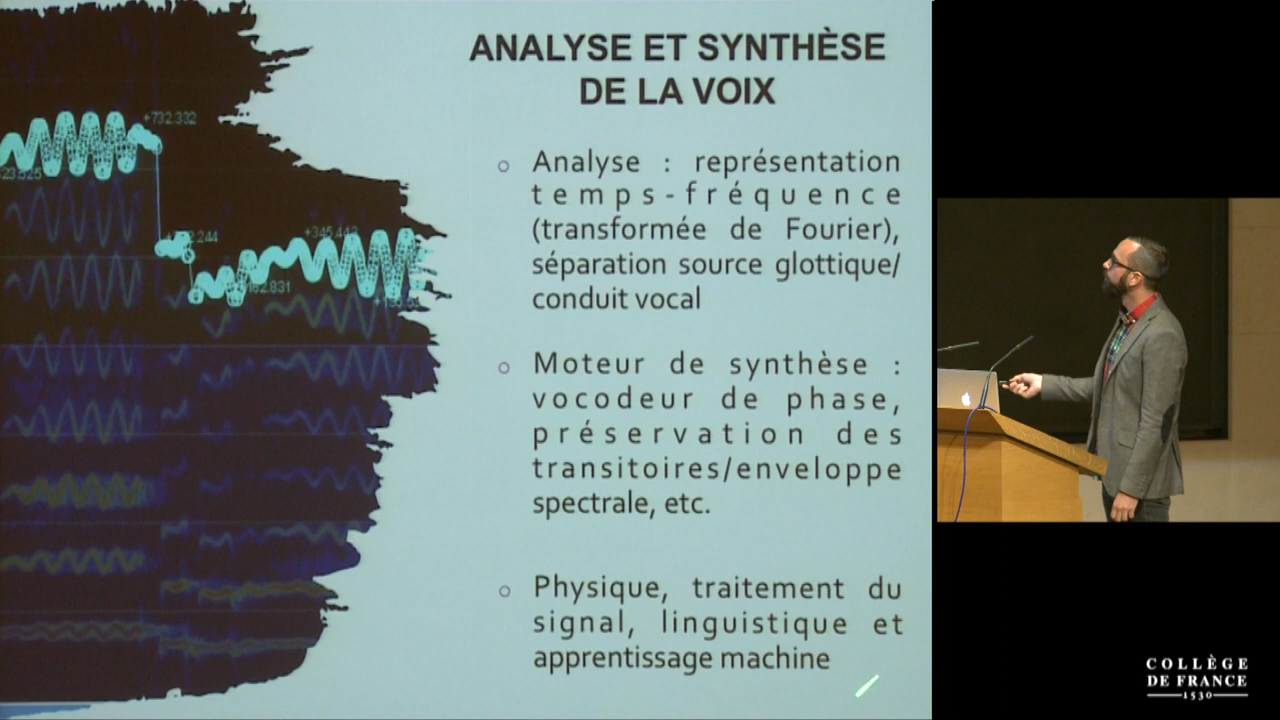 ANALYSE ET SYNTHÈSE
DE LA VOIX
Analyse : représentation
temps-fréquence
(transformée de Fourier),
séparation source glottique/
conduit vocal
Moteur de synthèse :
vocodeur de phase,
préservation des
transitoires/enveloppe
spectrale, etc.
Physique, traitement du
signal, linguistique et
apprentissage machine
+732.332
COLLÈGE
DE FRANCE
1530